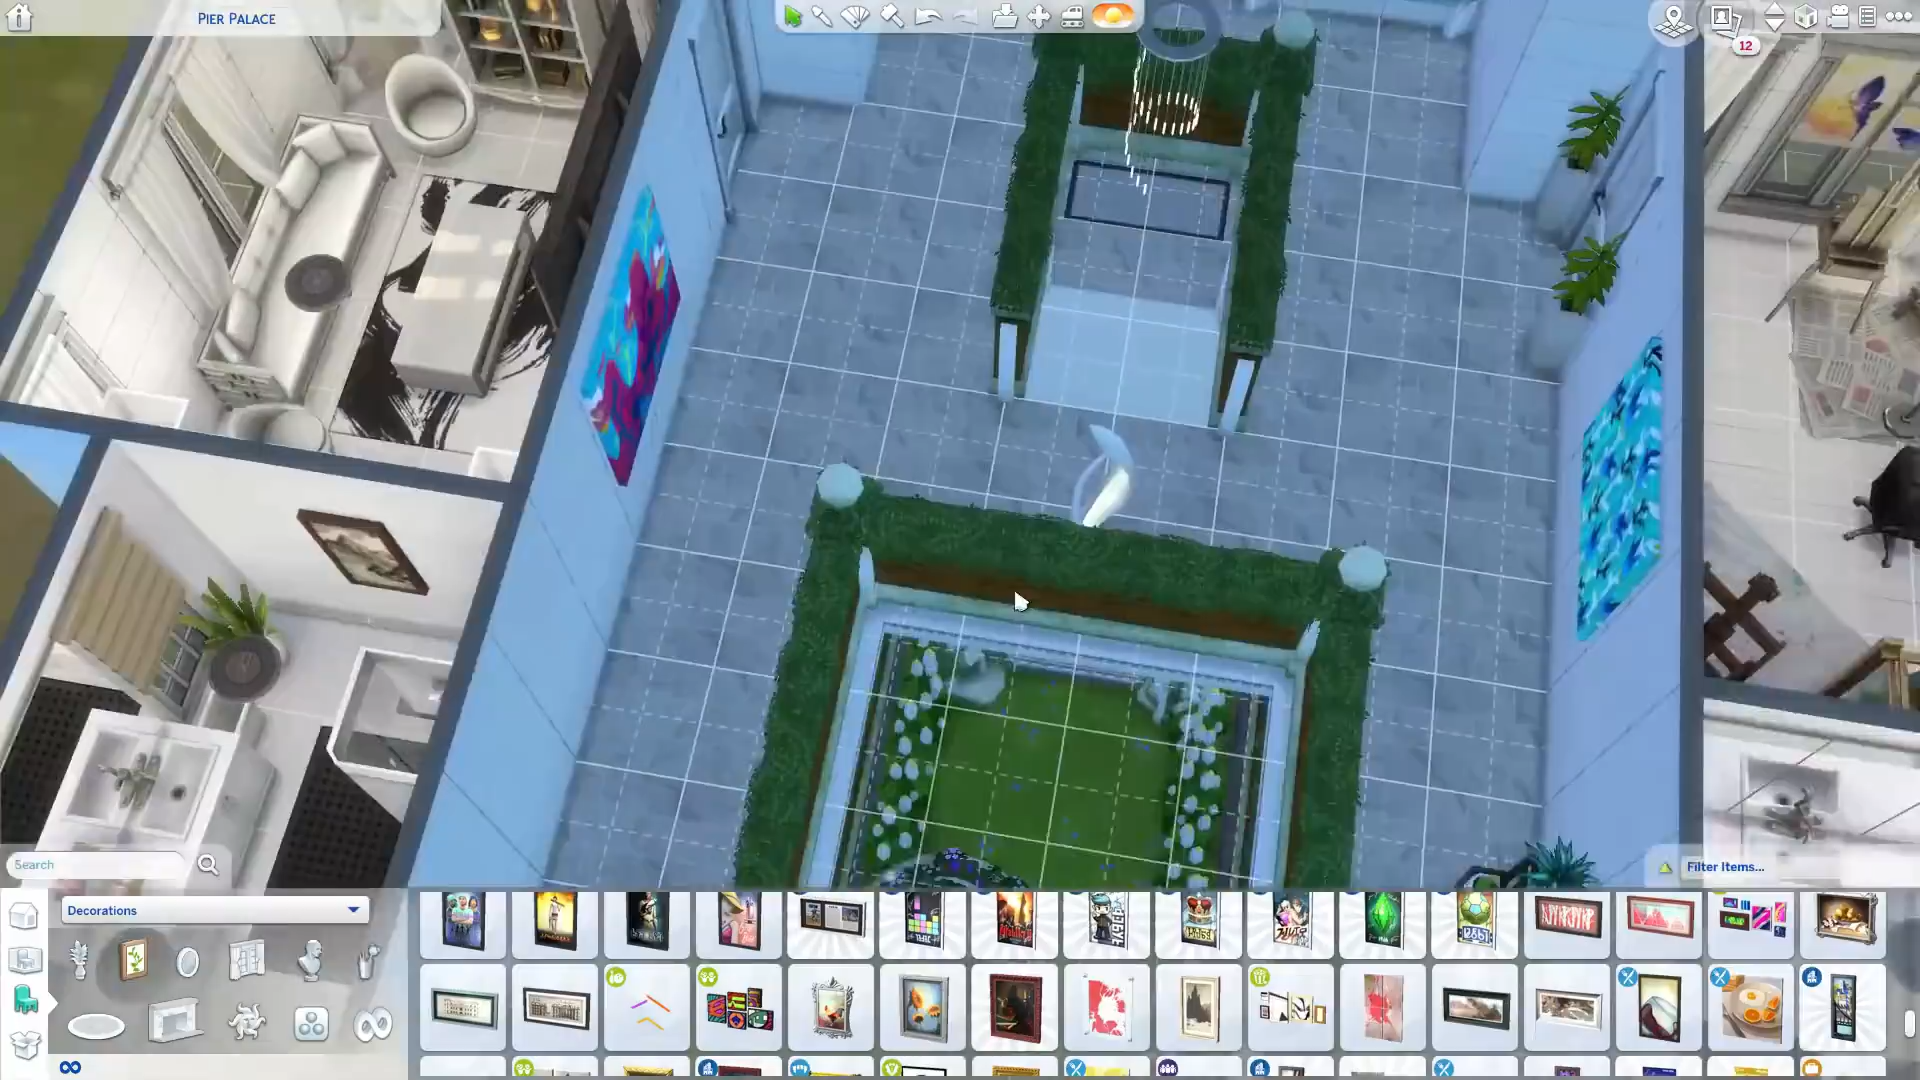 PIER PALACE
12
Search
Filter Items...
Decorations